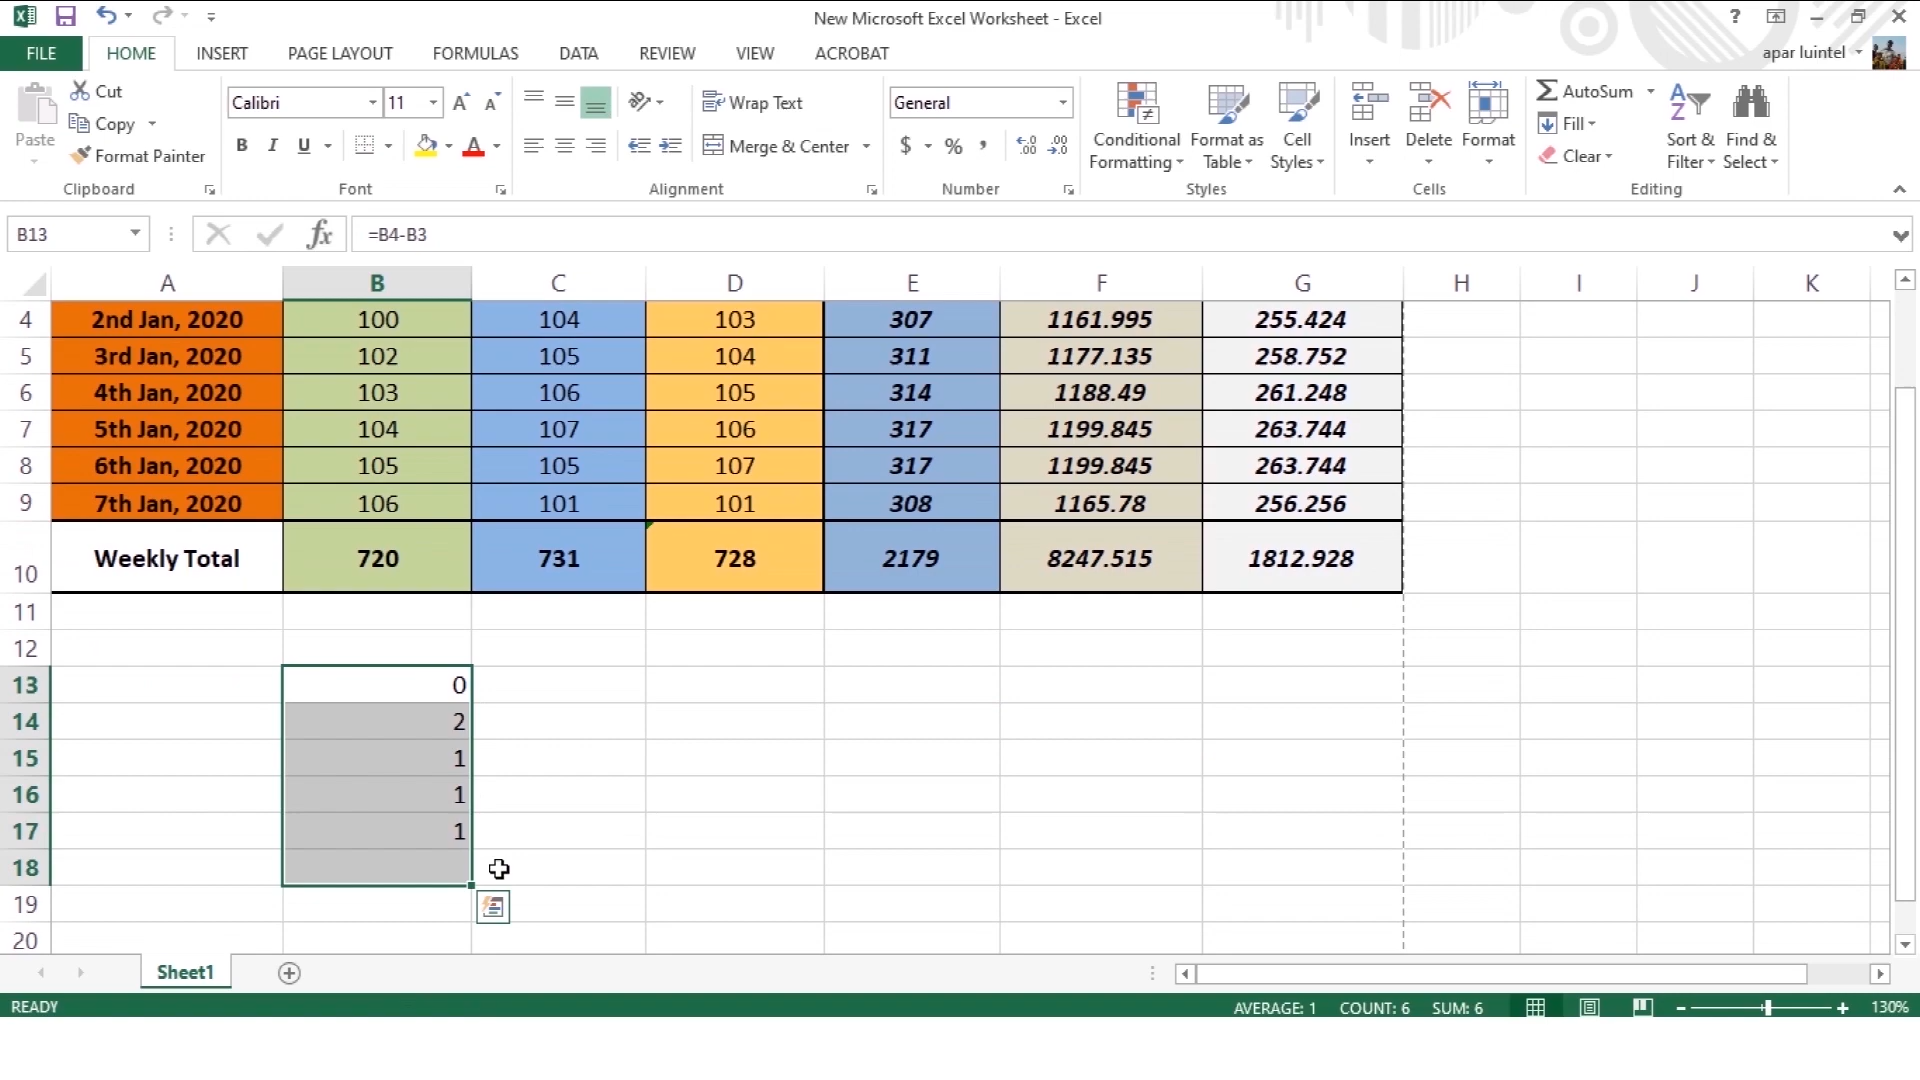 New Microsoft Excel Worksheet - Excel
?
FILE HOME INSERT PAGE LAYOUT FORMULAS DATA REVIEW VIEW ACROBAT apar luintel
Paste
Cut
Copy
Format Painter
Clipboard
Calibri 11
B I U
Font
Wrap Text
Merge & Center
Alignment
General
$ % ,
Number
Conditional Formatting
Format as Table
Cell Styles
Styles
Insert Delete Format
Cells
AutoSum
Fill
Clear
Sort & Filter
Find & Select
Editing
B13 fx =B4-B3
A B C D E F G H I J K
4 2nd Jan, 2020 100 104 103 307 1161.995 255.424
5 3rd Jan, 2020 102 105 104 311 1177.135 258.752
6 4th Jan, 2020 103 106 105 314 1188.49 261.248
7 5th Jan, 2020 104 107 106 317 1199.845 263.744
8 6th Jan, 2020 105 105 107 317 1199.845 263.744
9 7th Jan, 2020 106 101 101 308 1165.78 256.256
10 Weekly Total 720 731 728 2179 8247.515 1812.928
11
12
13 0
14 2
15 1
16 1
17 1
18
19
20
Sheet1
READY AVERAGE: 1 COUNT: 6 SUM: 6 130%